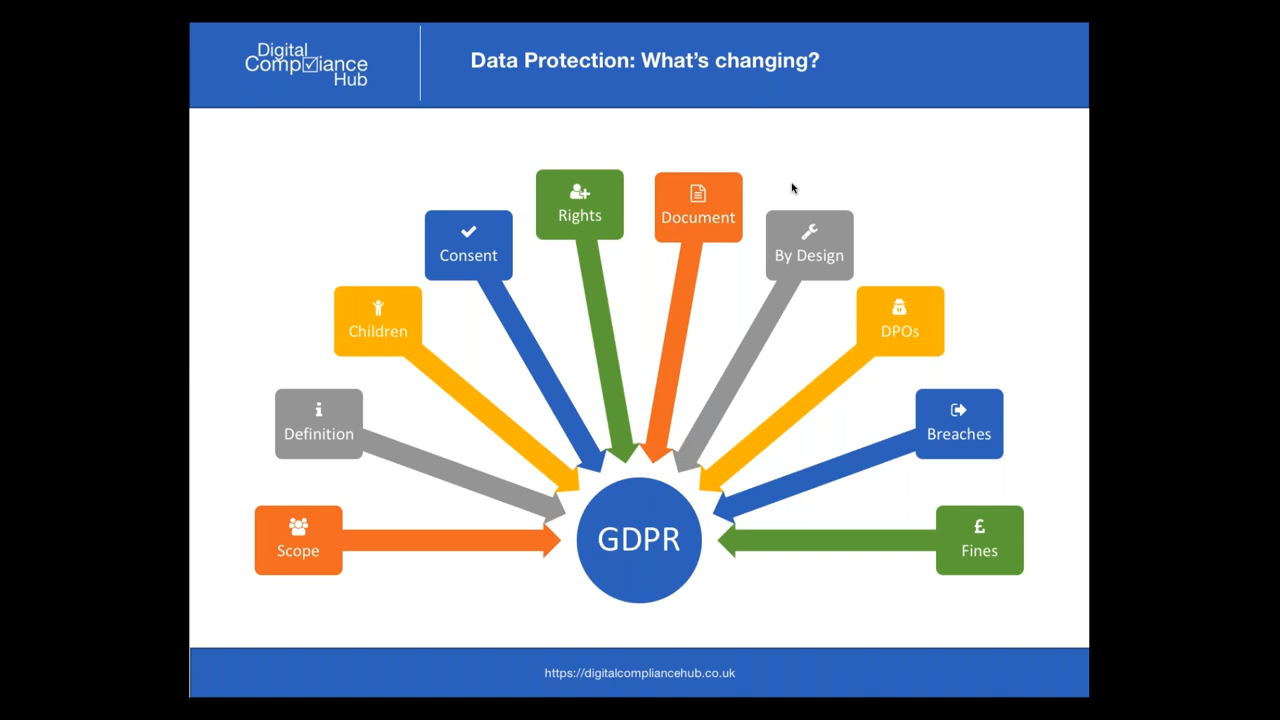 Digital
Compliance
Hub
Data Protection: What's changing?
Rights
Document
Consent
By Design
Children
DPOs
Definition
Breaches
Scope
GDPR
£
Fines
https://digitalcompliancehub.co.uk